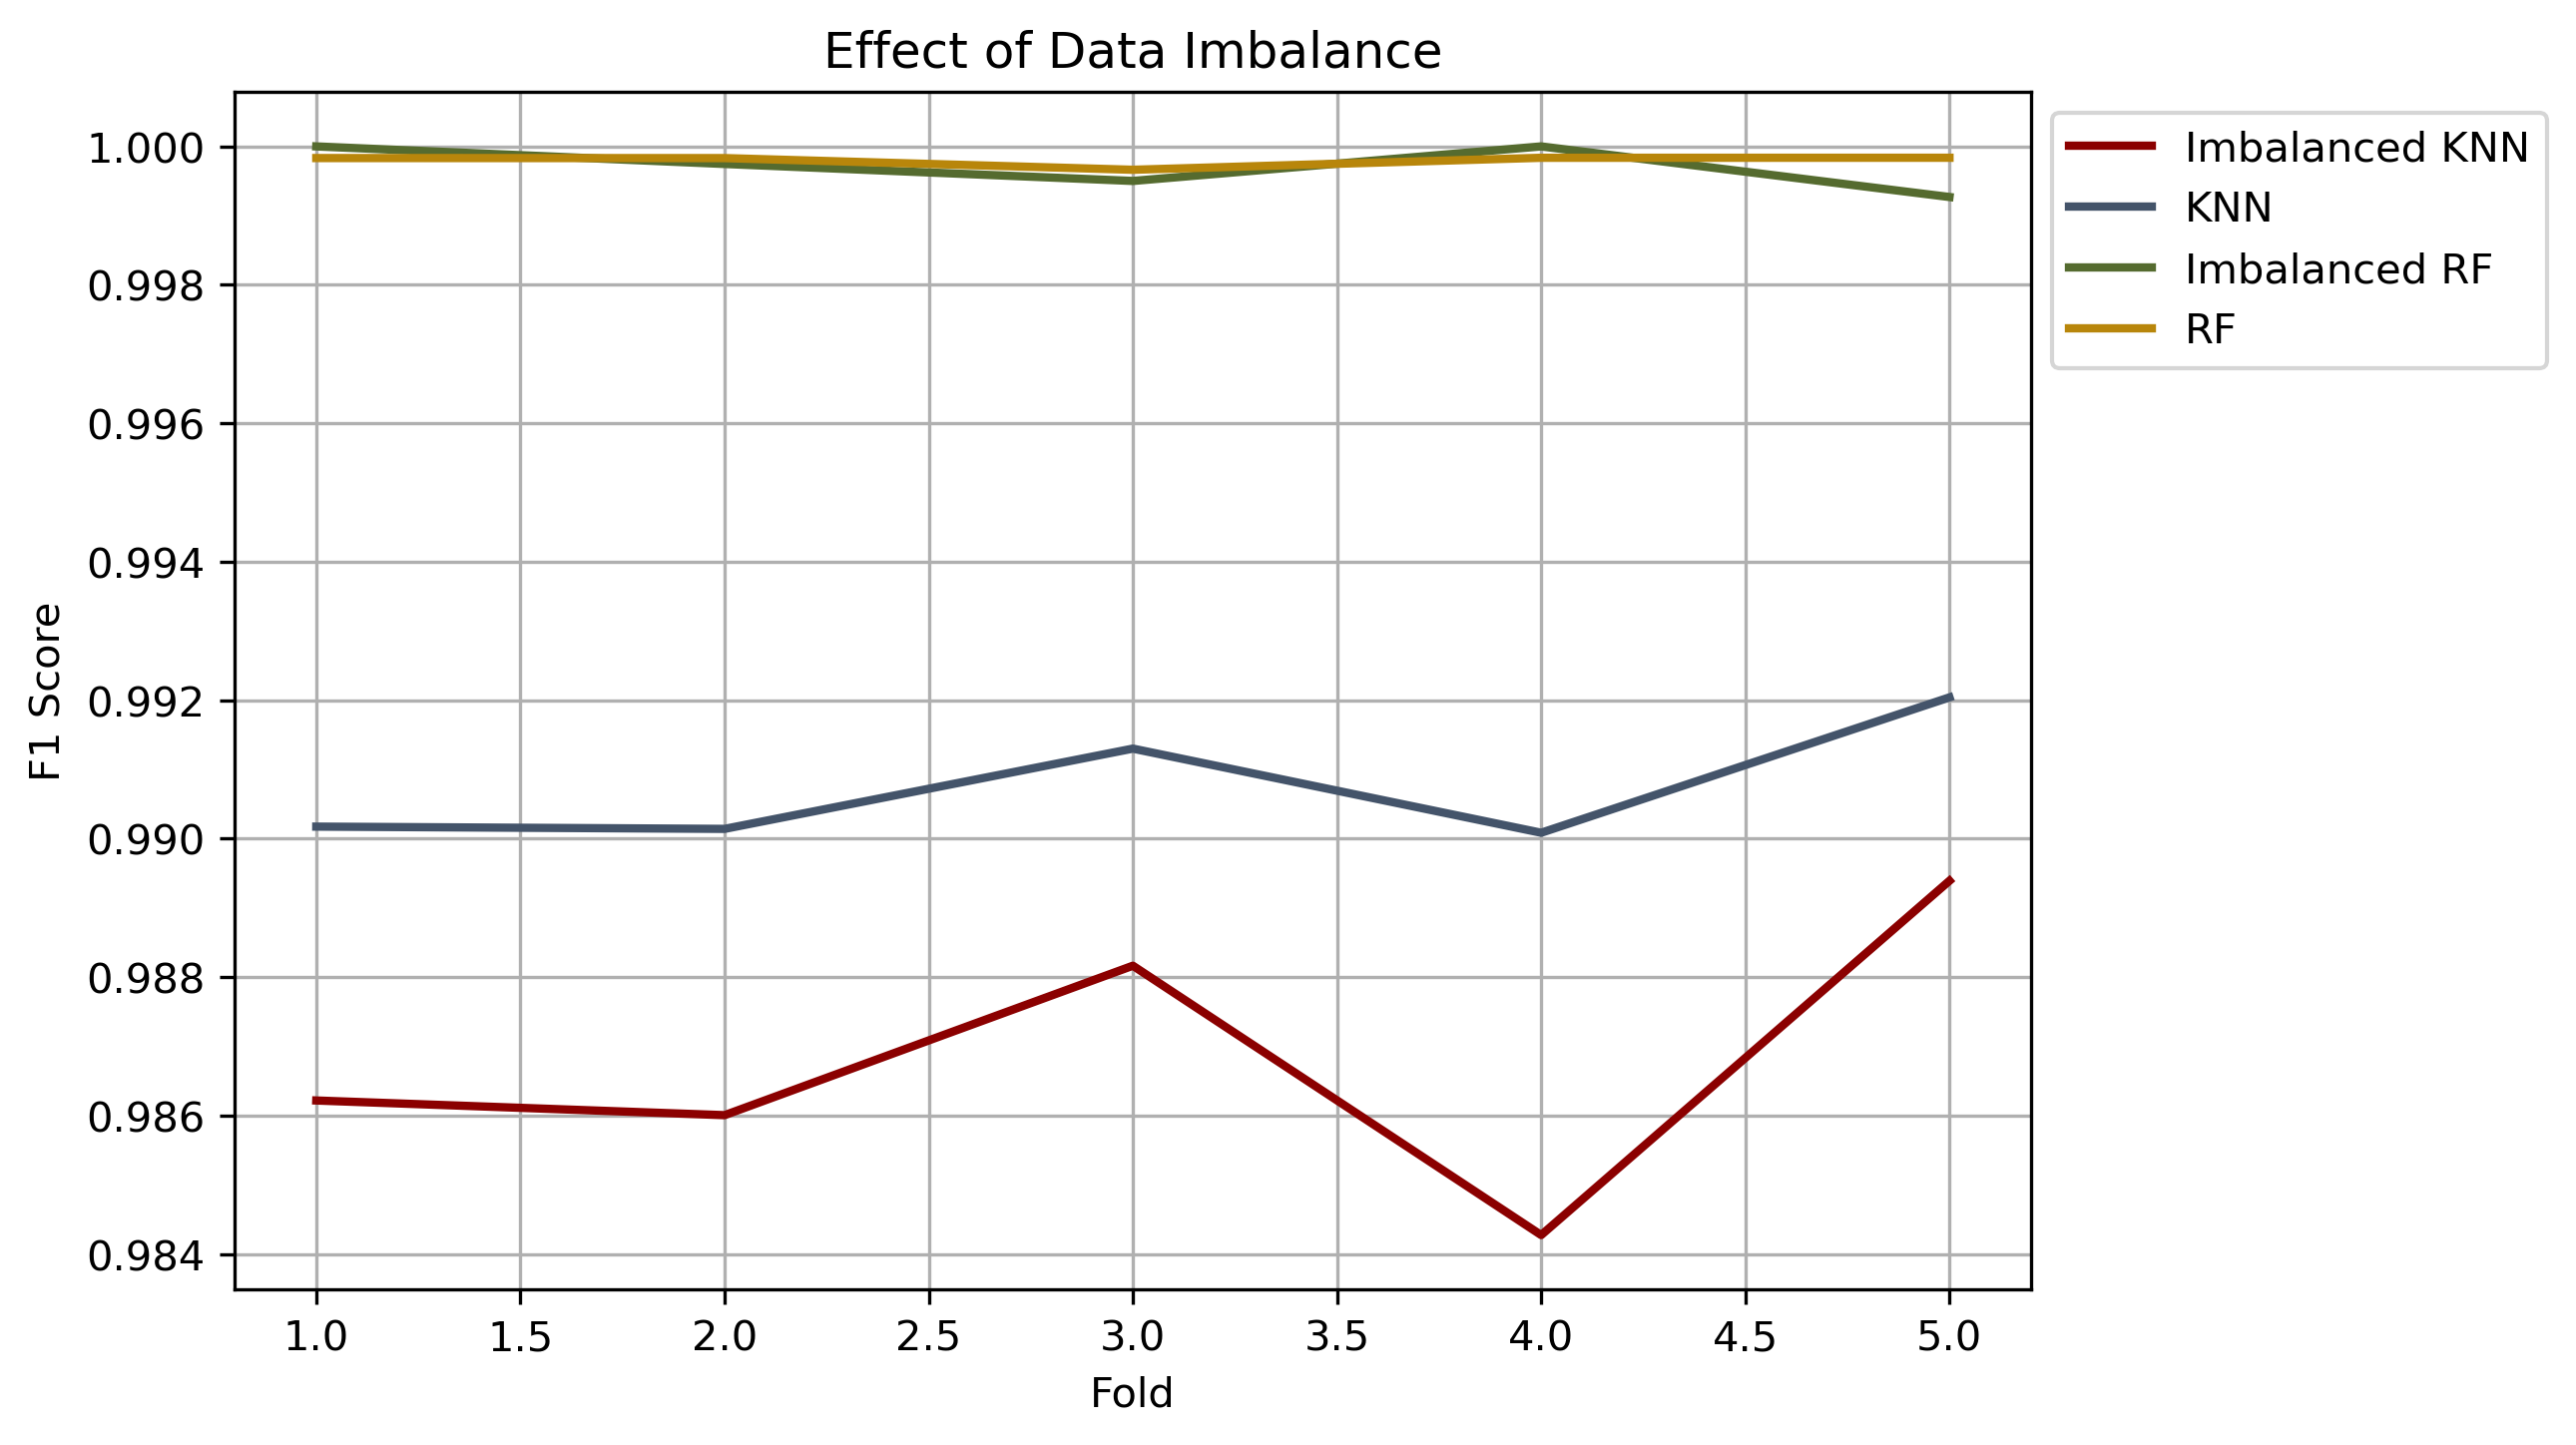 Effect of Data Imbalance
1.000
0.998
0.996
0.994
0.992
0.990
0.988
0.986
0.984
F1 Score
1.0 1.5 2.0 2.5 3.0 3.5 4.0 4.5 5.0
Fold
Imbalanced KNN
KNN
Imbalanced RF
RF